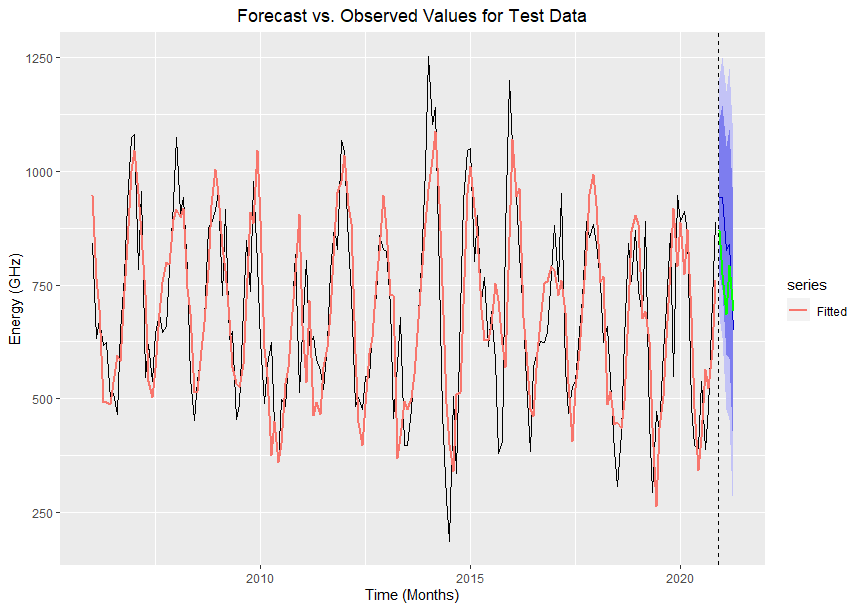 Forecast vs. Observed Values for Test Data
Energy (GHz)
1250
1000
750
500
250
2010
2015
2020
Time (Months)
series
Fitted